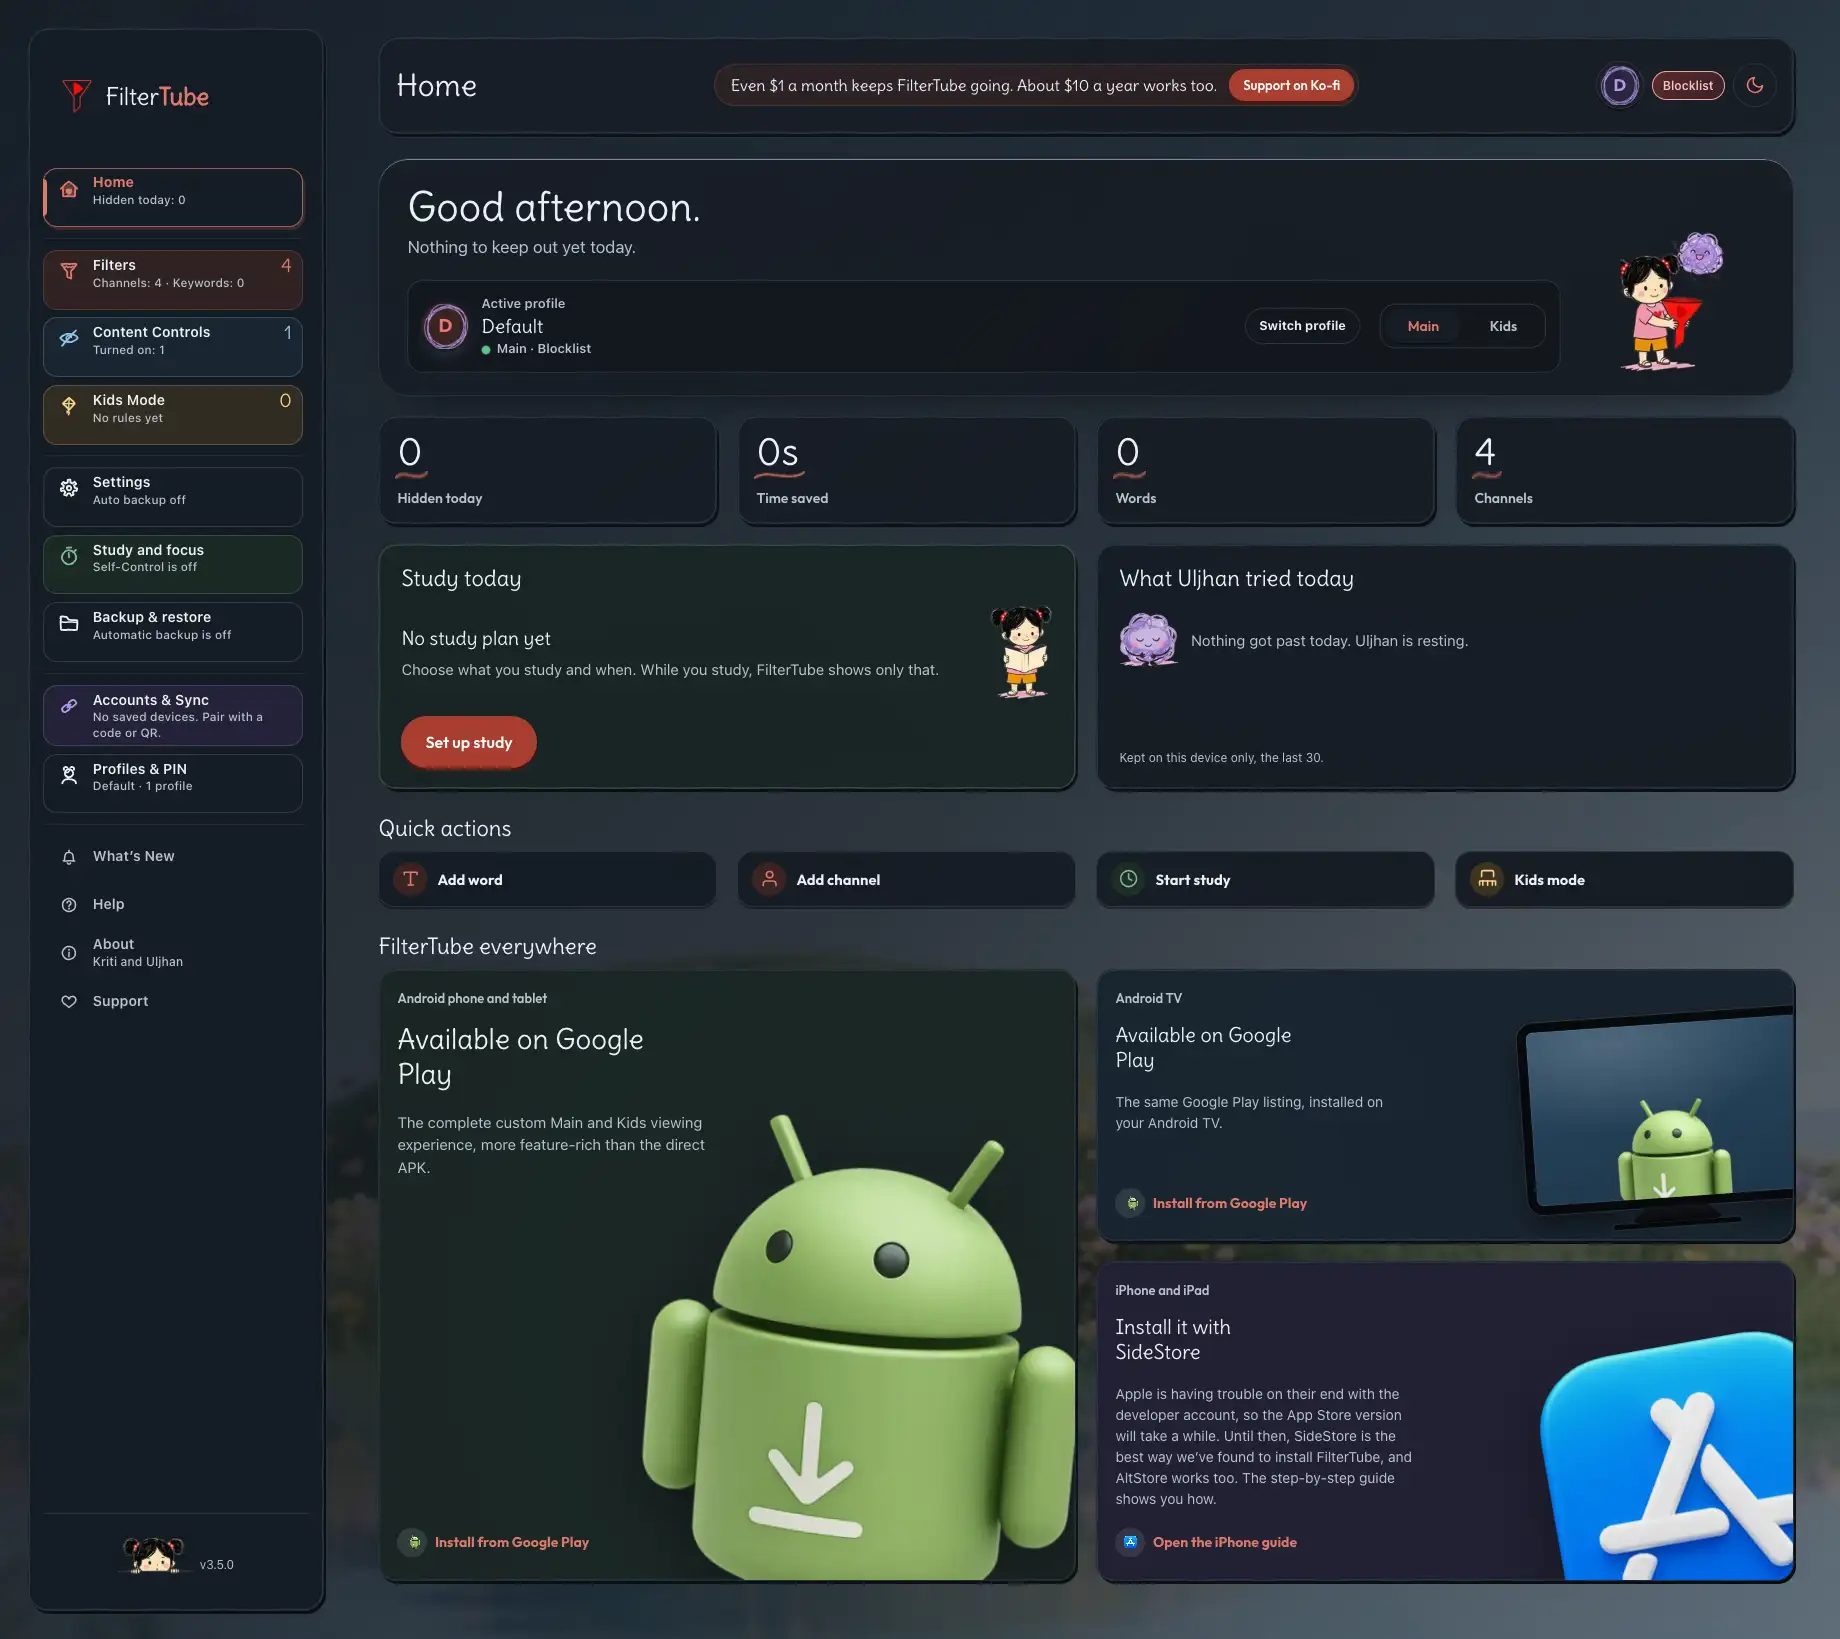 FilterTube
Home
Hidden today: 0
Filters
4
Channels: 4 · Keywords: 0
Content Controls
1
Turned on: 1
Kids Mode
0
No rules yet
Settings
Auto backup off
Study and focus
Self-Control is off
Backup & restore
Automatic backup is off
Accounts & Sync
No saved devices. Pair with a
code or QR.
Profiles & PIN
Default · 1 profile
What's New
Help
About
Kriti and Uljhan
Support
v3.5.0
Home
Even $1 a month keeps FilterTube going. About $10 a year works too.
Support on Ko-fi
D
Blocklist
Good afternoon.
Nothing to keep out yet today.
D
Active profile
Default
Main · Blocklist
Switch profile
Main
Kids
0
Hidden today
0s
Time saved
0
Words
4
Channels
Study today
No study plan yet
Choose what you study and when. While you study, FilterTube shows only that.
Set up study
What Uljhan tried today
Nothing got past today. Uljhan is resting.
Kept on this device only, the last 30.
Quick actions
Add word
Add channel
Start study
Kids mode
FilterTube everywhere
Android phone and tablet
Available on Google
Play
The complete custom Main and Kids viewing
experience, more feature-rich than the direct
APK.
Install from Google Play
Android TV
Available on Google
Play
The same Google Play listing, installed on
your Android TV.
Install from Google Play
iPhone and iPad
Install it with
SideStore
Apple is having trouble on their end with the
developer account, so the App Store version
will take a while. Until then, SideStore is the
best way we've found to install FilterTube, and
AltStore works too. The step-by-step guide
shows you how.
Open the iPhone guide